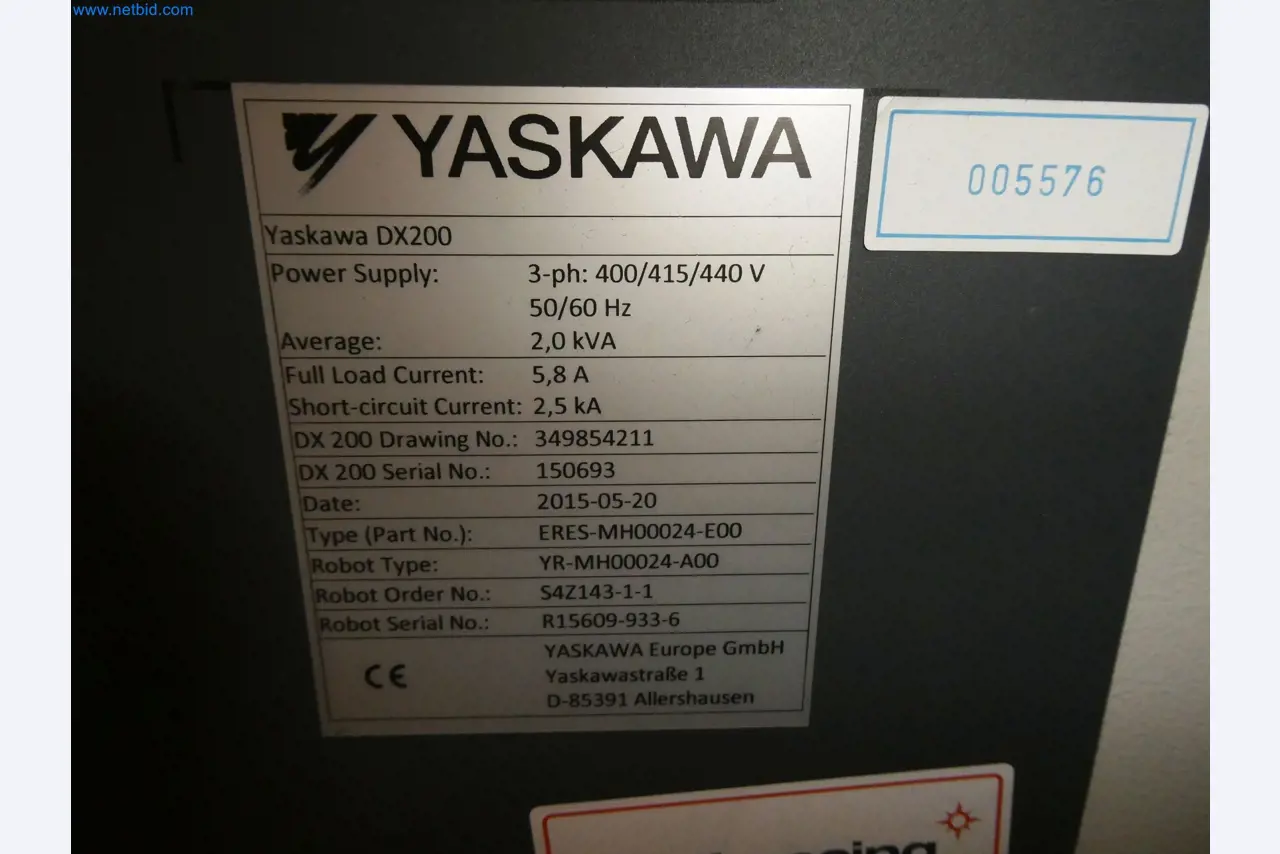 www.netbid.com
YASKAWA
005576
Yaskawa DX200
Power Supply: 3-ph: 400/415/440 V
50/60 Hz
Average: 2,0 kVA
Full Load Current: 5,8 A
Short-circuit Current: 2,5 kA
DX 200 Drawing No.: 349854211
DX 200 Serial No.: 150693
Date: 2015-05-20
Type (Part No.): ERES-MH00024-E00
Robot Type: YR-MH00024-A00
Robot Order No.: S4Z143-1-1
Robot Serial No.: R15609-933-6
CE YASKAWA Europe GmbH
Yaskawastraße 1
D-85391 Allershausen